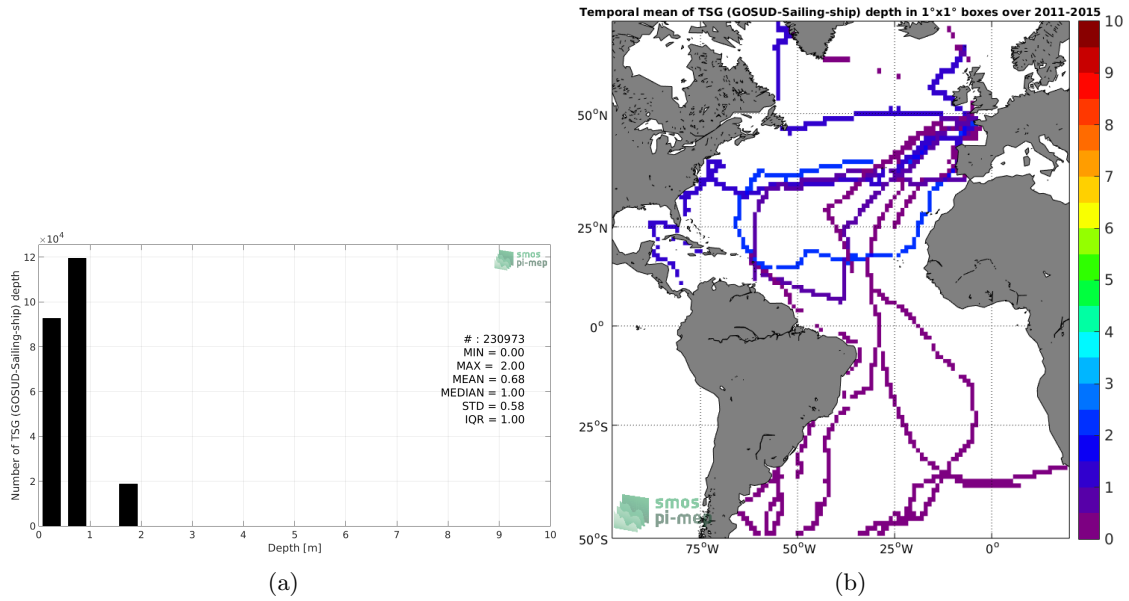 Temporal mean of TSG (GOSUD-Sailing-ship) depth in 1°x1° boxes over 2011-2015
×10⁴
12
10
8
6
4
2
0
Number of TSG (GOSUD-Sailing-ship) depth
smos
pi-mep
# : 230973
MIN = 0.00
MAX = 2.00
MEAN = 0.68
MEDIAN = 1.00
STD = 0.58
IQR = 1.00
0 1 2 3 4 5 6 7 8 9 10
Depth [m]
(a)
50°N
25°N
0°
25°S
50°S
75°W 50°W 25°W 0°
smos
pi-mep
10
9
8
7
6
5
4
3
2
1
0
(b)